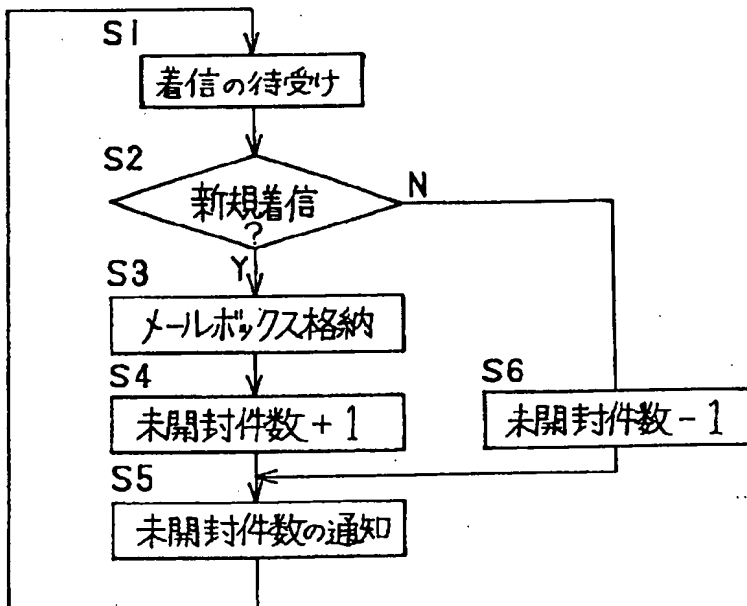 S1
着信の待受け
S2
新規着信
?
N
Y
S3
メールボックス格納
S4
未開封件数+1
S6
未開封件数-1
S5
未開封件数の通知